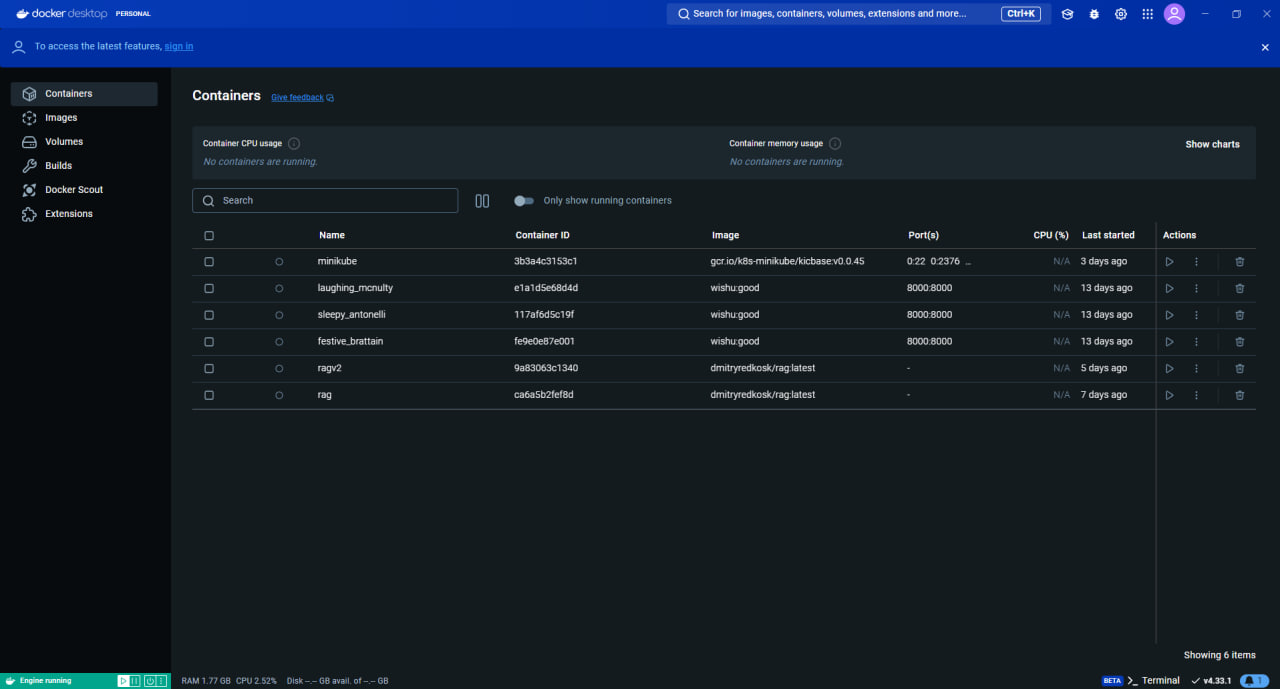 docker desktop PERSONAL Search for images, containers, volumes, extensions and more... Ctrl+K
To access the latest features, sign in
Containers
Images
Volumes
Builds
Docker Scout
Extensions
Containers Give feedback
Container CPU usage Container memory usage Show charts
No containers are running. No containers are running.
Search Only show running containers
Name Container ID Image Port(s) CPU (%) Last started Actions
minikube 3b3a4c3153c1 gcr.io/k8s-minikube/kicbase:v0.0.45 0:22 0:2376 ... N/A 3 days ago
laughing_mcnulty e1a1d5e68d4d wishu:good 8000:8000 N/A 13 days ago
sleepy_antonelli 117af6d5c19f wishu:good 8000:8000 N/A 13 days ago
festive_brattain fe9e0e87e001 wishu:good 8000:8000 N/A 13 days ago
ragv2 9a83063c1340 dmitryredkosk/rag:latest - N/A 5 days ago
rag ca6a5b2fef8d dmitryredkosk/rag:latest - N/A 7 days ago
Showing 6 items
Engine running RAM 1.77 GB CPU 2.52% Disk --.-- GB avail. of --.-- GB BETA >_ Terminal v4.33.1 1